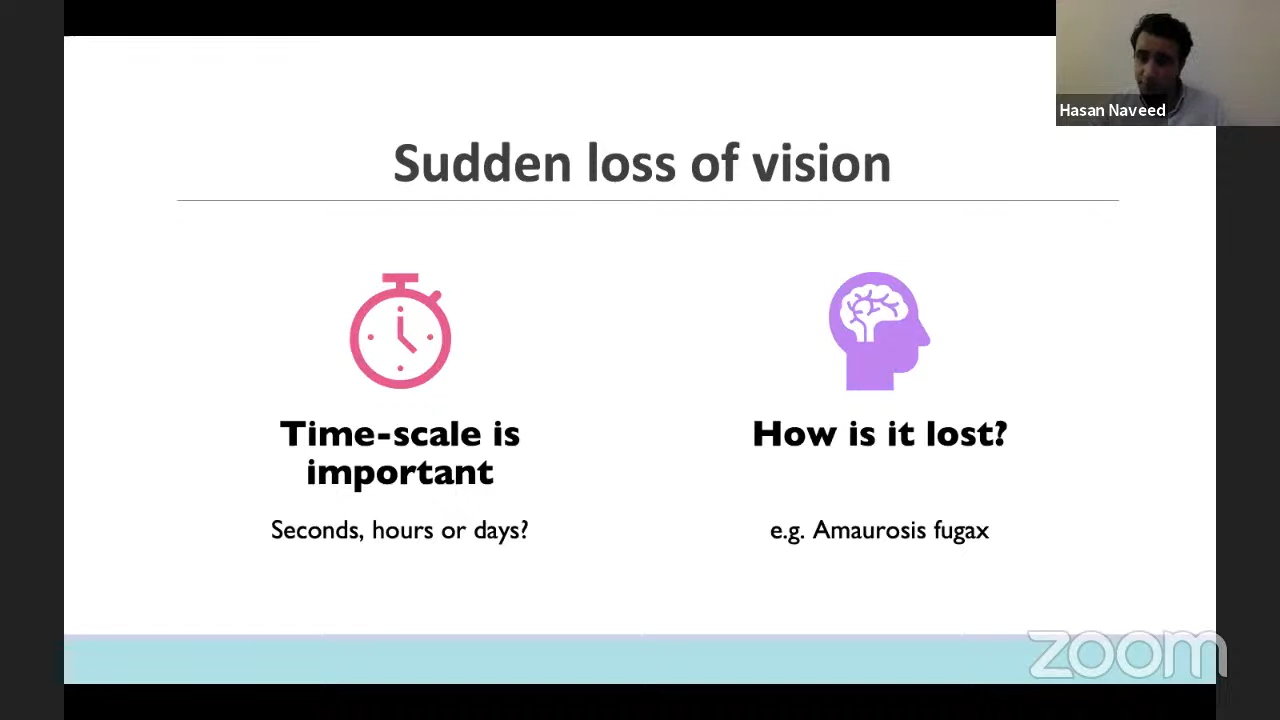 Hasan Naveed
Sudden loss of vision
Time-scale is
important
Seconds, hours or days?
How is it lost?
e.g. Amaurosis fugax
zoom